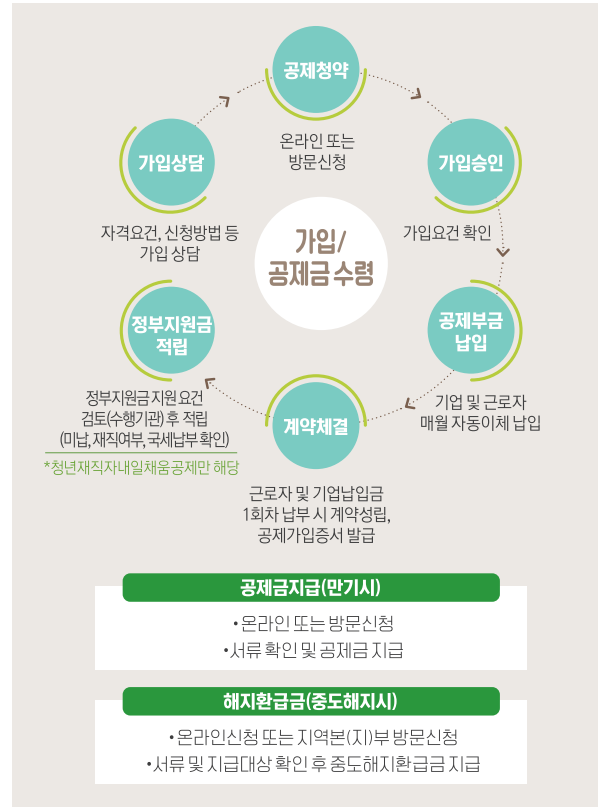 공제청약
온라인 또는
방문신청
가입상담
자격요건, 신청방법 등
가입 상담
가입승인
가입요건 확인
가입/
공제금 수령
정부지원금
적립
정부지원금 지원 요건
검토(수행기관) 후 적립
(미납, 재직여부, 국세납부 확인)
*청년재직자내일채움공제만 해당
공제부금
납입
기업 및 근로자
매월 자동이체 납입
계약체결
근로자 및 기업납입금
1회차 납부 시 계약성립,
공제가입증서 발급
공제금지급(만기시)
• 온라인 또는 방문신청
•서류 확인 및 공제금 지급
해지환급금(중도해지시)
• 온라인신청 또는 지역본(지)부 방문신청
•서류 및 지급대상 확인 후 중도해지환급금 지급